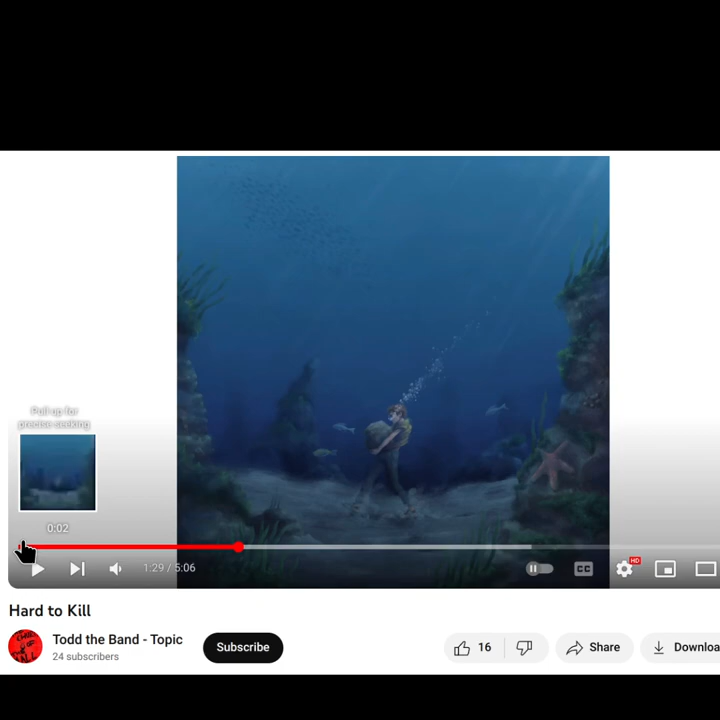 Pull up for
precise seeking
0:02
1:29 / 5:06
CC
HD
Hard to Kill
Todd the Band - Topic
24 subscribers
Subscribe
16
Share
Downloa